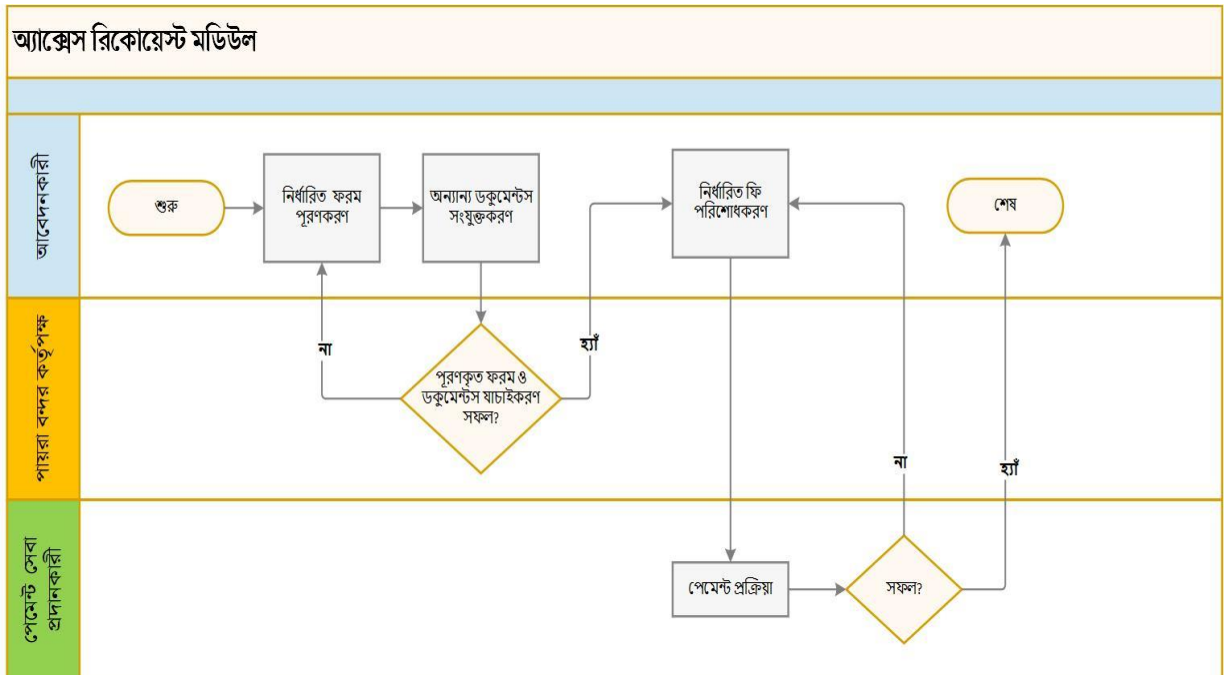 অ্যাক্সেস রিকোয়েস্ট মডিউল
আবেদনকারী
শুরু
নির্ধারিত ফরম
পূরণকরণ
অন্যান্য ডকুমেন্টস
সংযুক্তকরণ
নির্ধারিত ফি
পরিশোধকরণ
শেষ
পায়রা বন্দর কর্তৃপক্ষ
না
পূরণকৃত ফরম ও
ডকুমেন্টস যাচাইকরণ
সফল?
হ্যাঁ
না
হ্যাঁ
পেমেন্ট সেবা
প্রদানকারী
পেমেন্ট প্রক্রিয়া
সফল?